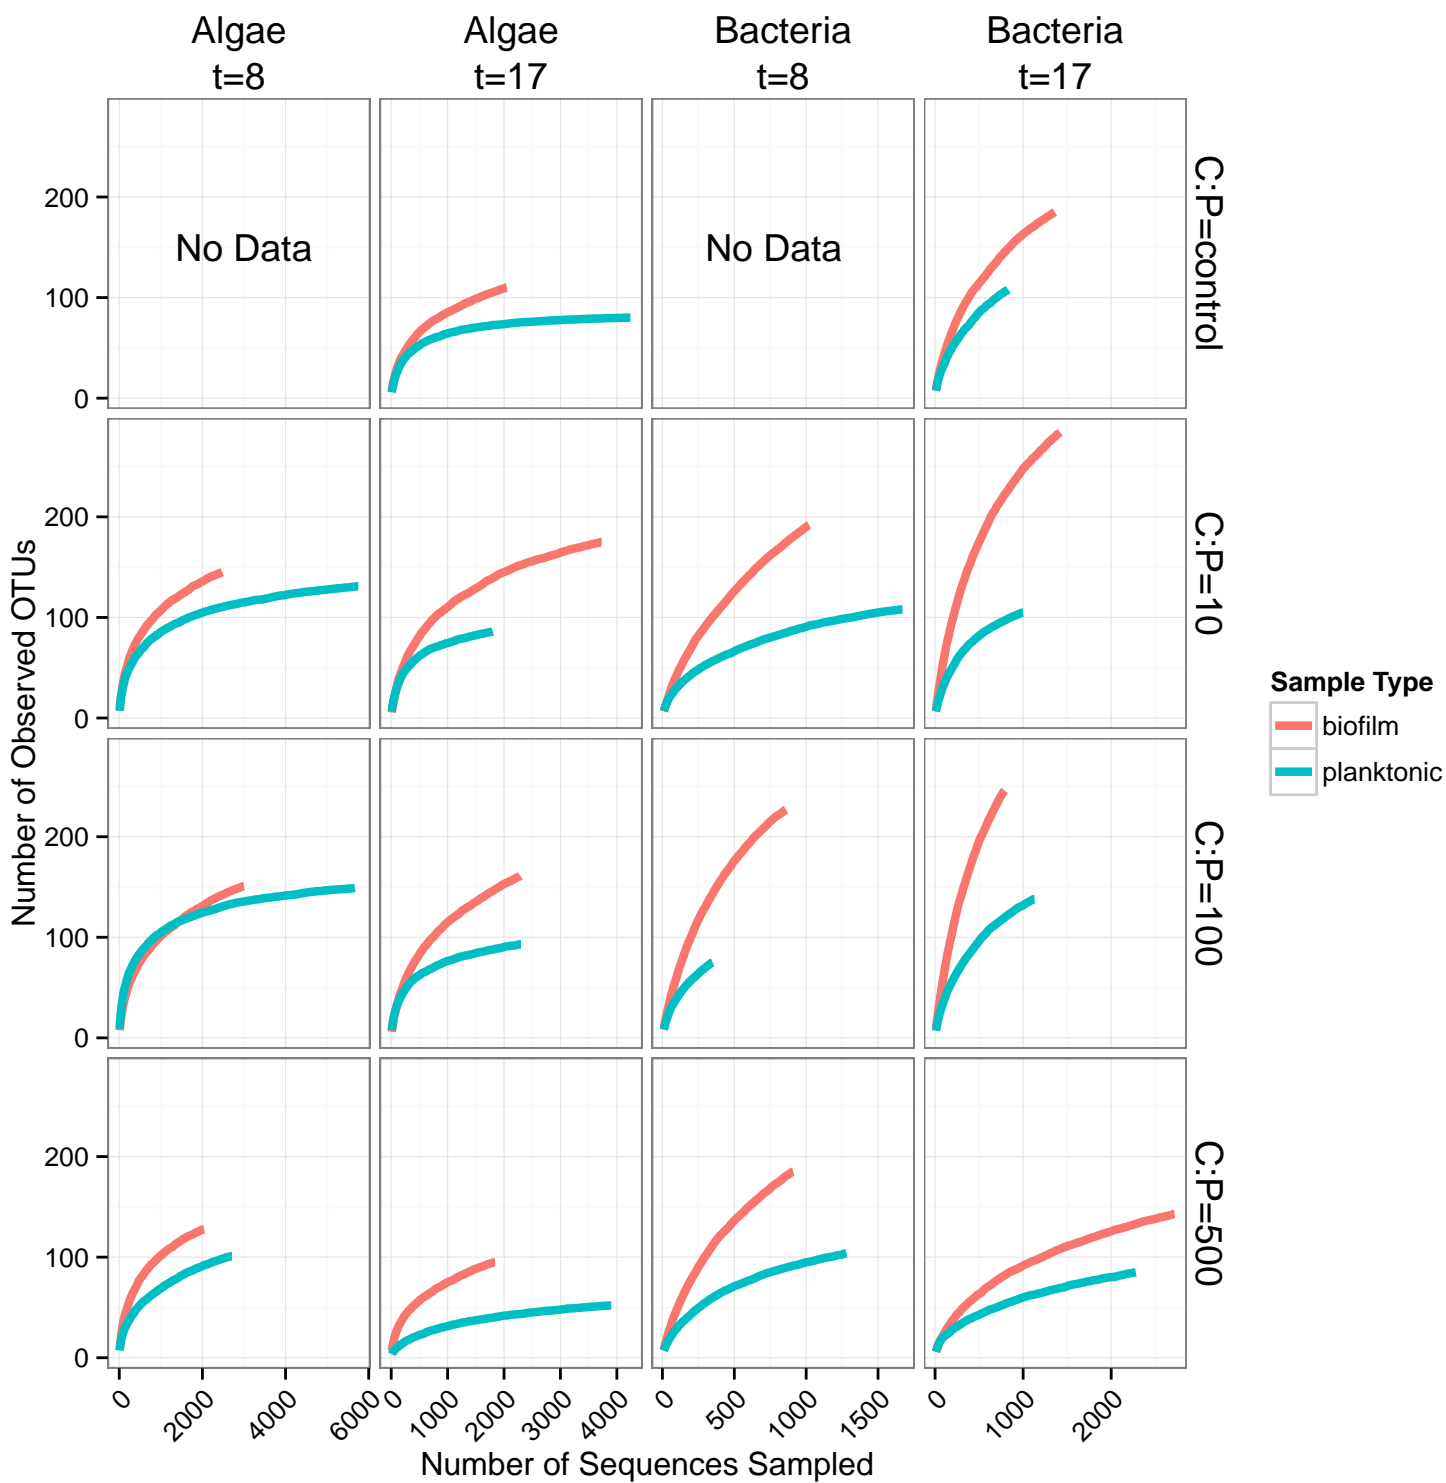 Algae
t=8
Algae
t=17
Bacteria
t=8
Bacteria
t=17
Number of Observed OTUs
200
100
0
No Data
No Data
C:P=control
200
100
0
C:P=10
200
100
0
C:P=100
200
100
0
C:P=500
0
2000
4000
6000
0
1000
2000
3000
4000
0
500
1000
1500
0
1000
2000
Number of Sequences Sampled
Sample Type
biofilm
planktonic